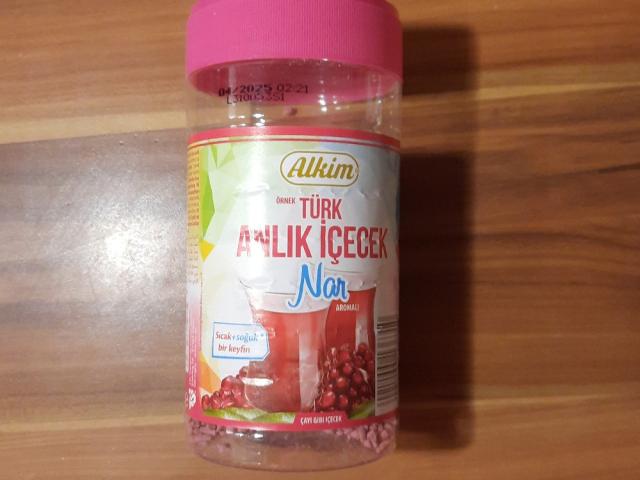 04/2025 02:21
Alkim
ÖRNEK TÜRK
ANLIK İÇECEK
Nar
AROMALI
Sıcak+soğuk
bir keyfin
ÇAYI GİBİ İÇECEK